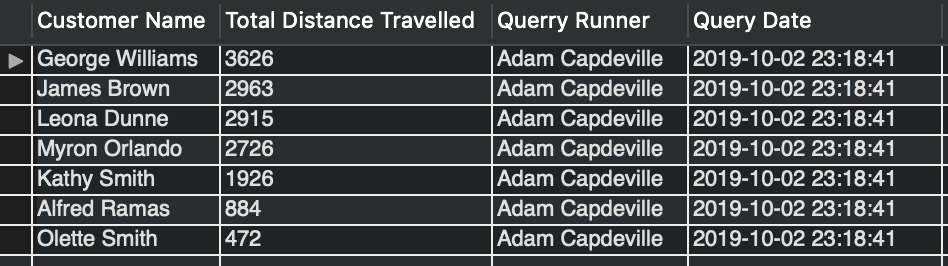 Customer Name Total Distance Travelled Querry Runner Query Date
George Williams 3626 Adam Capdeville 2019-10-02 23:18:41
James Brown 2963 Adam Capdeville 2019-10-02 23:18:41
Leona Dunne 2915 Adam Capdeville 2019-10-02 23:18:41
Myron Orlando 2726 Adam Capdeville 2019-10-02 23:18:41
Kathy Smith 1926 Adam Capdeville 2019-10-02 23:18:41
Alfred Ramas 884 Adam Capdeville 2019-10-02 23:18:41
Olette Smith 472 Adam Capdeville 2019-10-02 23:18:41